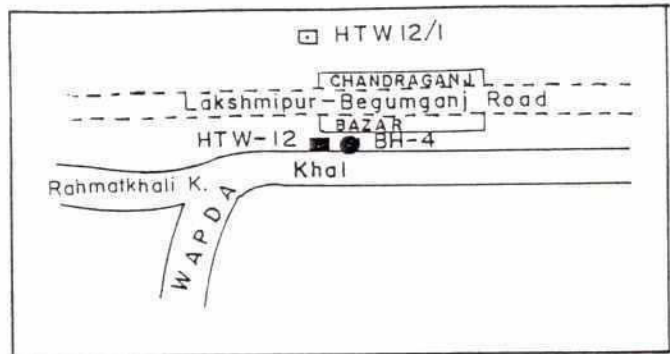 HTW 12/1
CHANDRAGANJ
Lakshmipur-Begumganj Road
BAZAR
HTW-12 BH-4
Khal
Rahmatkhali K.
WAPDA